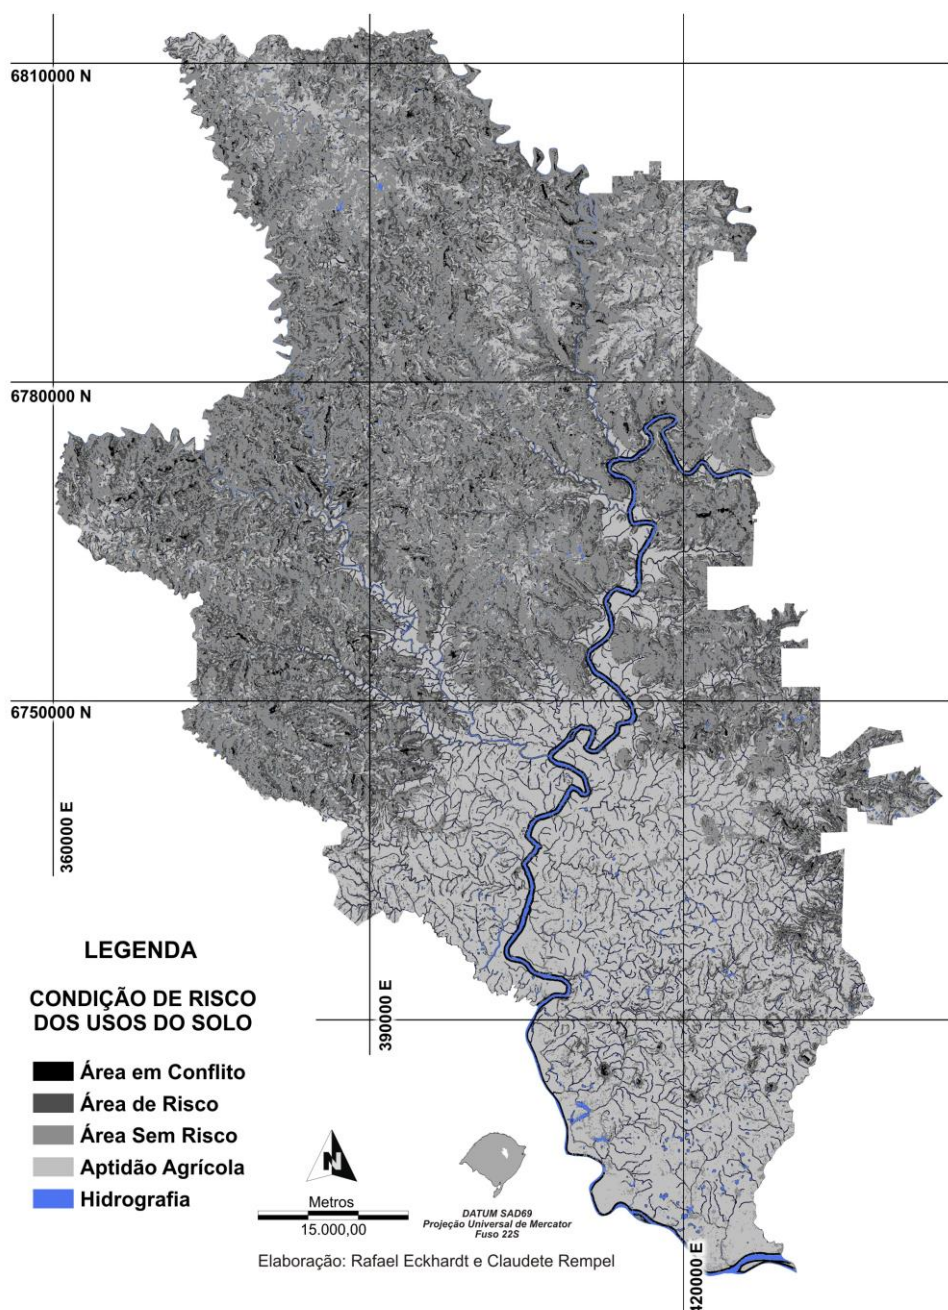 6810000 N
6780000 N
6750000 N
360000 E
390000 E
420000 E
LEGENDA
CONDIÇÃO DE RISCO
DOS USOS DO SOLO
Área em Conflito
Área de Risco
Área Sem Risco
Aptidão Agrícola
Hidrografia
N
Metros
15.000,00
DATUM SAD69
Projeção Universal de Mercator
Fuso 22S
Elaboração: Rafael Eckhardt e Claudete Rempel